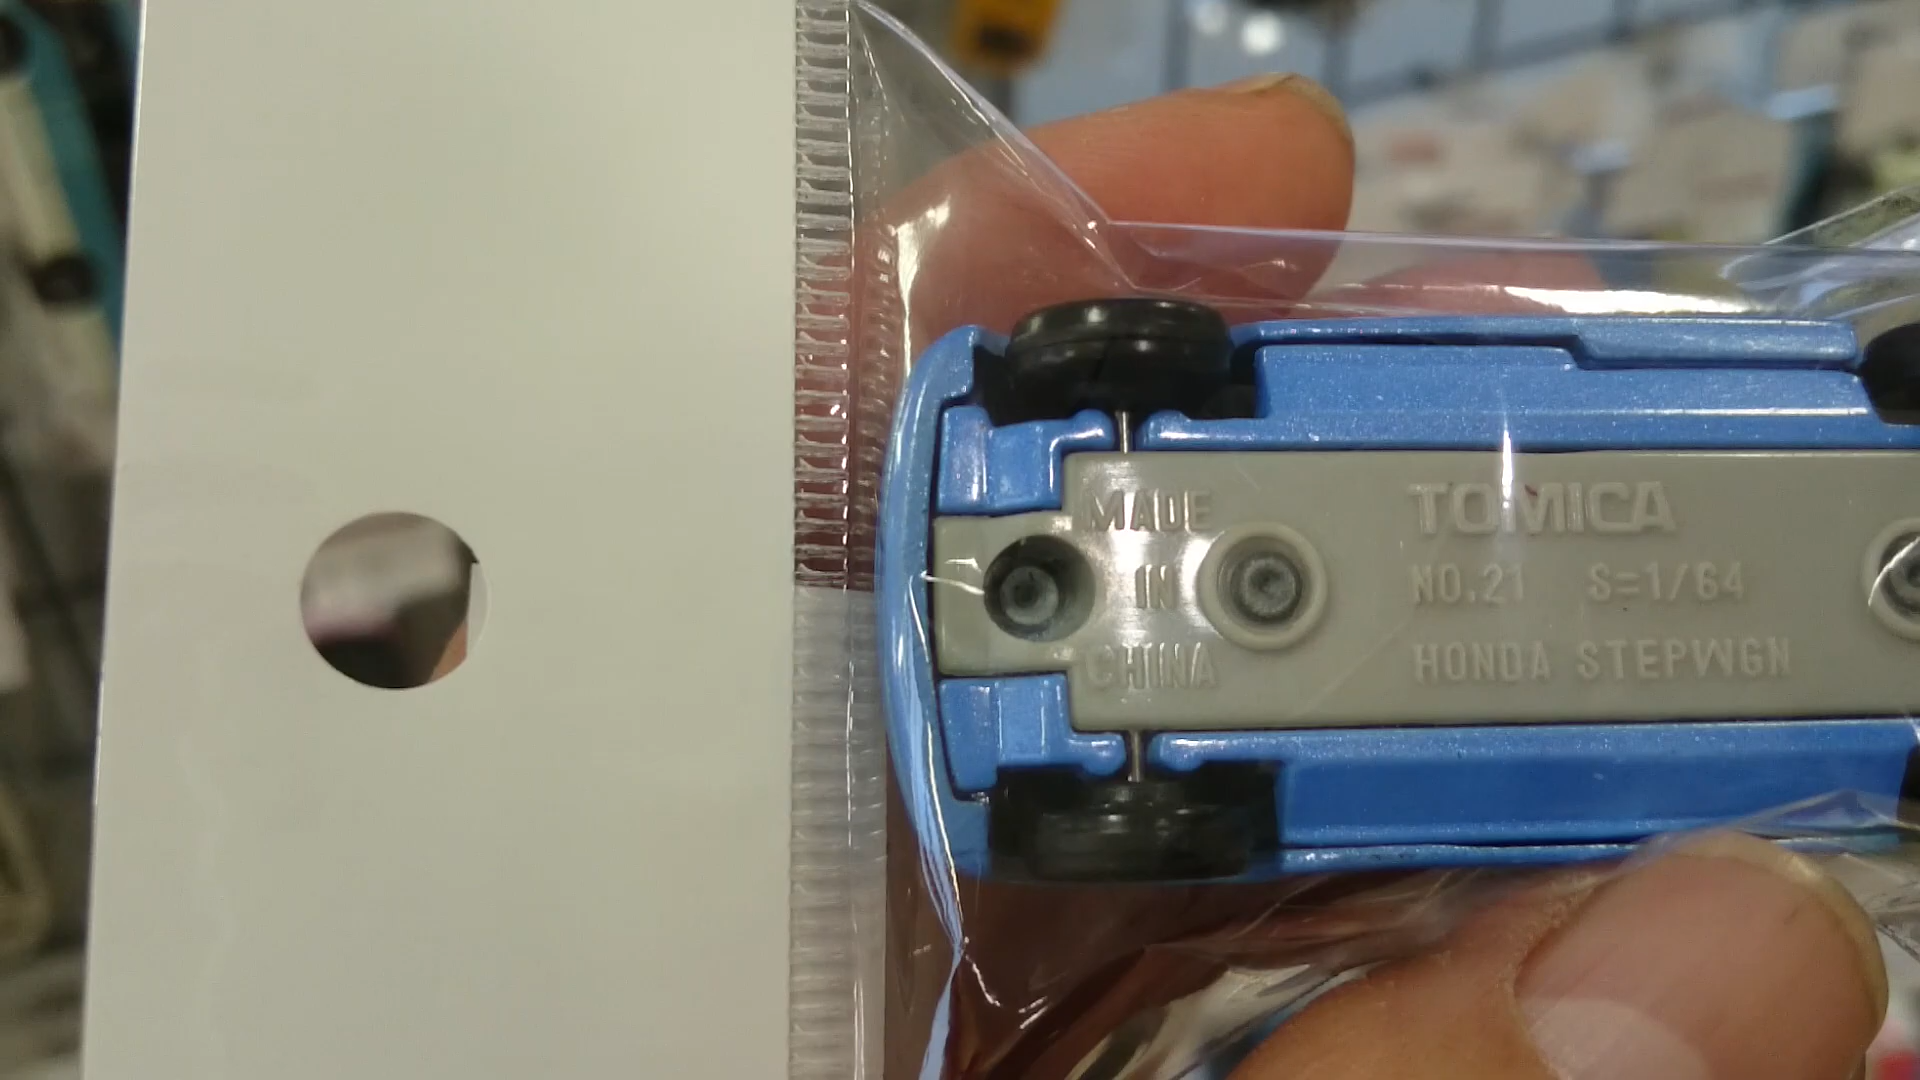 MADE
IN
CHINA
TOMICA
NO.21 S=1/64
HONDA STEPWGN